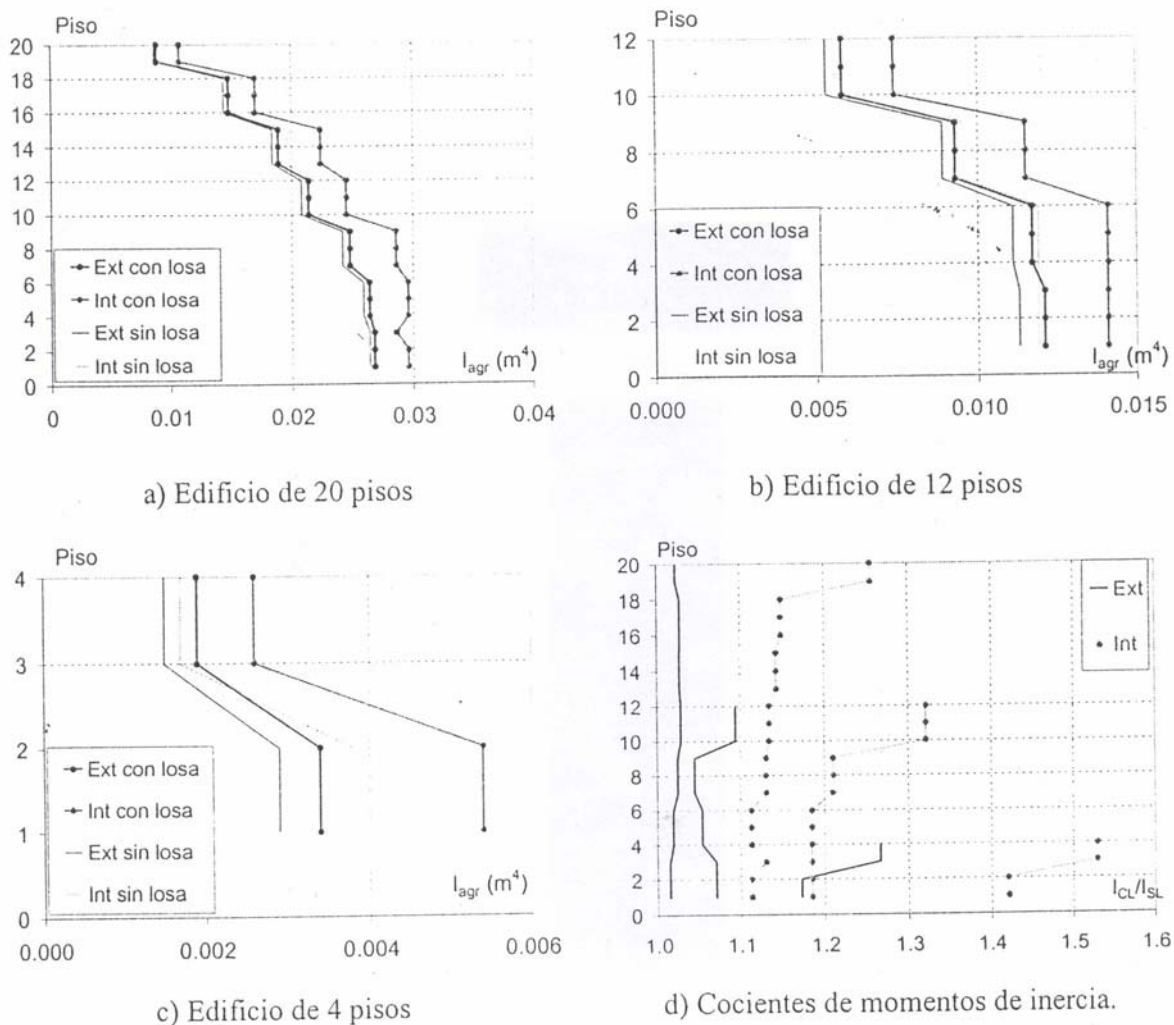 Piso
20
18
16
14
12
10
8
6
4
2
0
Ext con losa
Int con losa
Ext sin losa
Int sin losa
I_agr (m⁴)
0 0.01 0.02 0.03 0.04
a) Edificio de 20 pisos
Piso
12
10
8
6
4
2
0
Ext con losa
Int con losa
Ext sin losa
Int sin losa
I_agr (m⁴)
0.000 0.005 0.010 0.015
b) Edificio de 12 pisos
Piso
4
3
2
1
0
Ext con losa
Int con losa
Ext sin losa
Int sin losa
I_agr (m⁴)
0.000 0.002 0.004 0.006
c) Edificio de 4 pisos
Piso
20
18
16
14
12
10
8
6
4
2
0
Ext
Int
I_CL/I_SL
1.0 1.1 1.2 1.3 1.4 1.5 1.6
d) Cocientes de momentos de inercia.